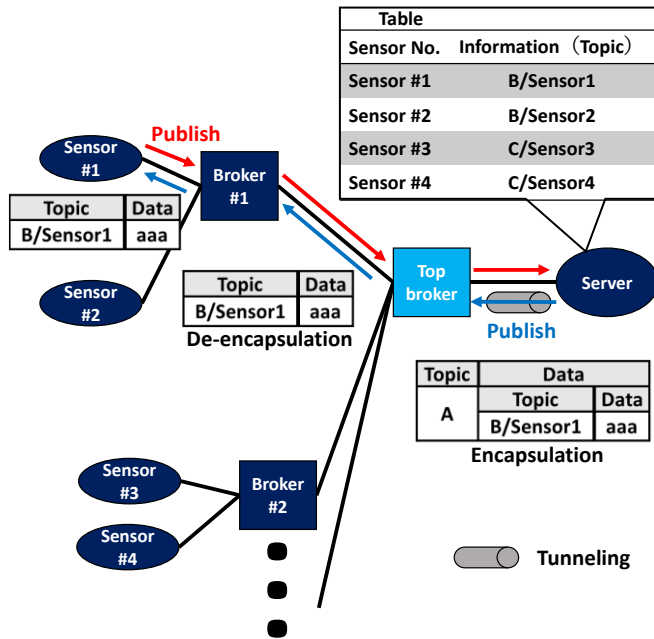 Table
Sensor No. Information（Topic）
Sensor #1 B/Sensor1
Sensor #2 B/Sensor2
Sensor #3 C/Sensor3
Sensor #4 C/Sensor4
Publish
Sensor
#1
Broker
#1
Topic Data
B/Sensor1 aaa
Sensor
#2
Topic Data
B/Sensor1 aaa
De-encapsulation
Top
broker
Server
Publish
Topic Data
A Topic Data
B/Sensor1 aaa
Encapsulation
Sensor
#3
Broker
#2
Sensor
#4
Tunneling